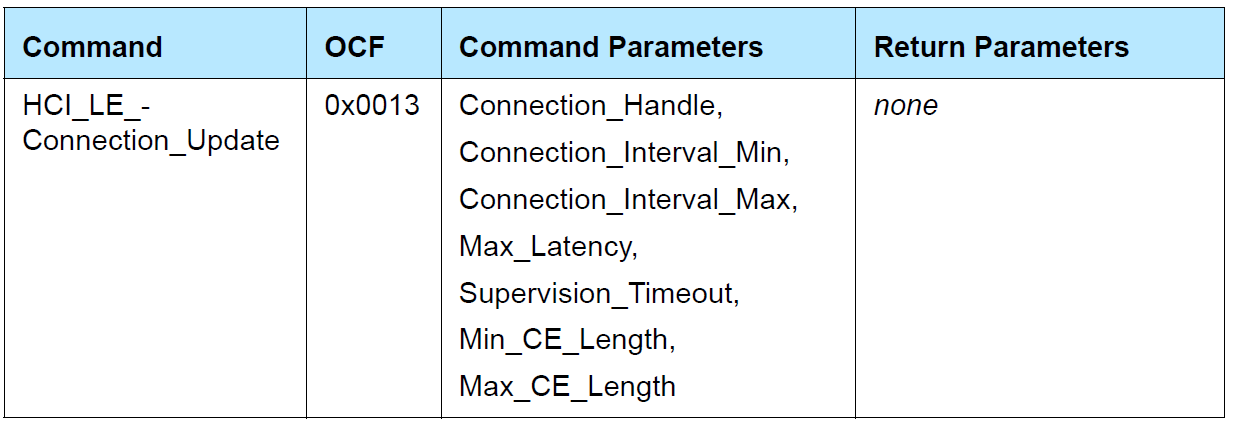 Command OCF Command Parameters Return Parameters
HCI_LE_- 0x0013 Connection_Handle, none
Connection_Update
Connection_Interval_Min,
Connection_Interval_Max,
Max_Latency,
Supervision_Timeout,
Min_CE_Length,
Max_CE_Length